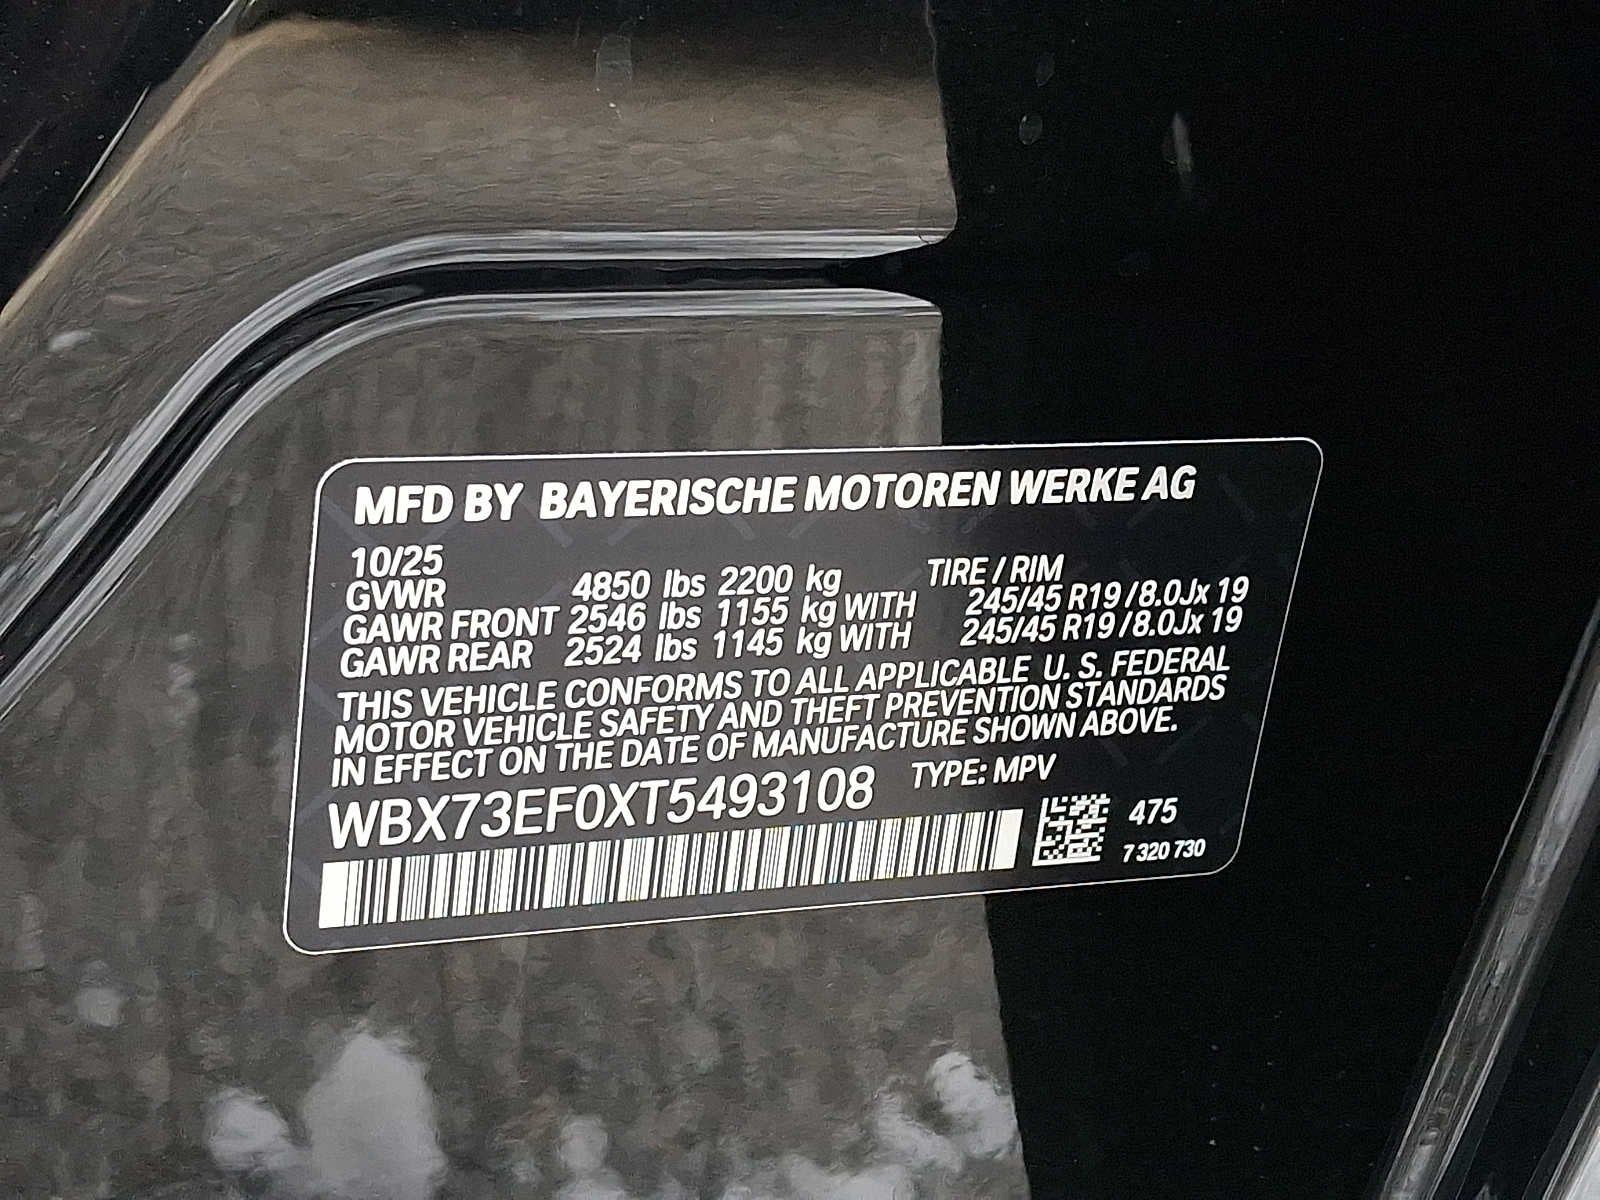 MFD BY BAYERISCHE MOTOREN WERKE AG
10/25
GVWR 4850 lbs 2200 kg TIRE / RIM
GAWR FRONT 2546 lbs 1155 kg WITH 245/45 R19 / 8.0Jx 19
GAWR REAR 2524 lbs 1145 kg WITH 245/45 R19 / 8.0Jx 19
THIS VEHICLE CONFORMS TO ALL APPLICABLE U. S. FEDERAL
MOTOR VEHICLE SAFETY AND THEFT PREVENTION STANDARDS
IN EFFECT ON THE DATE OF MANUFACTURE SHOWN ABOVE.
WBX73EF0XT5493108 TYPE: MPV
475
7 320 730